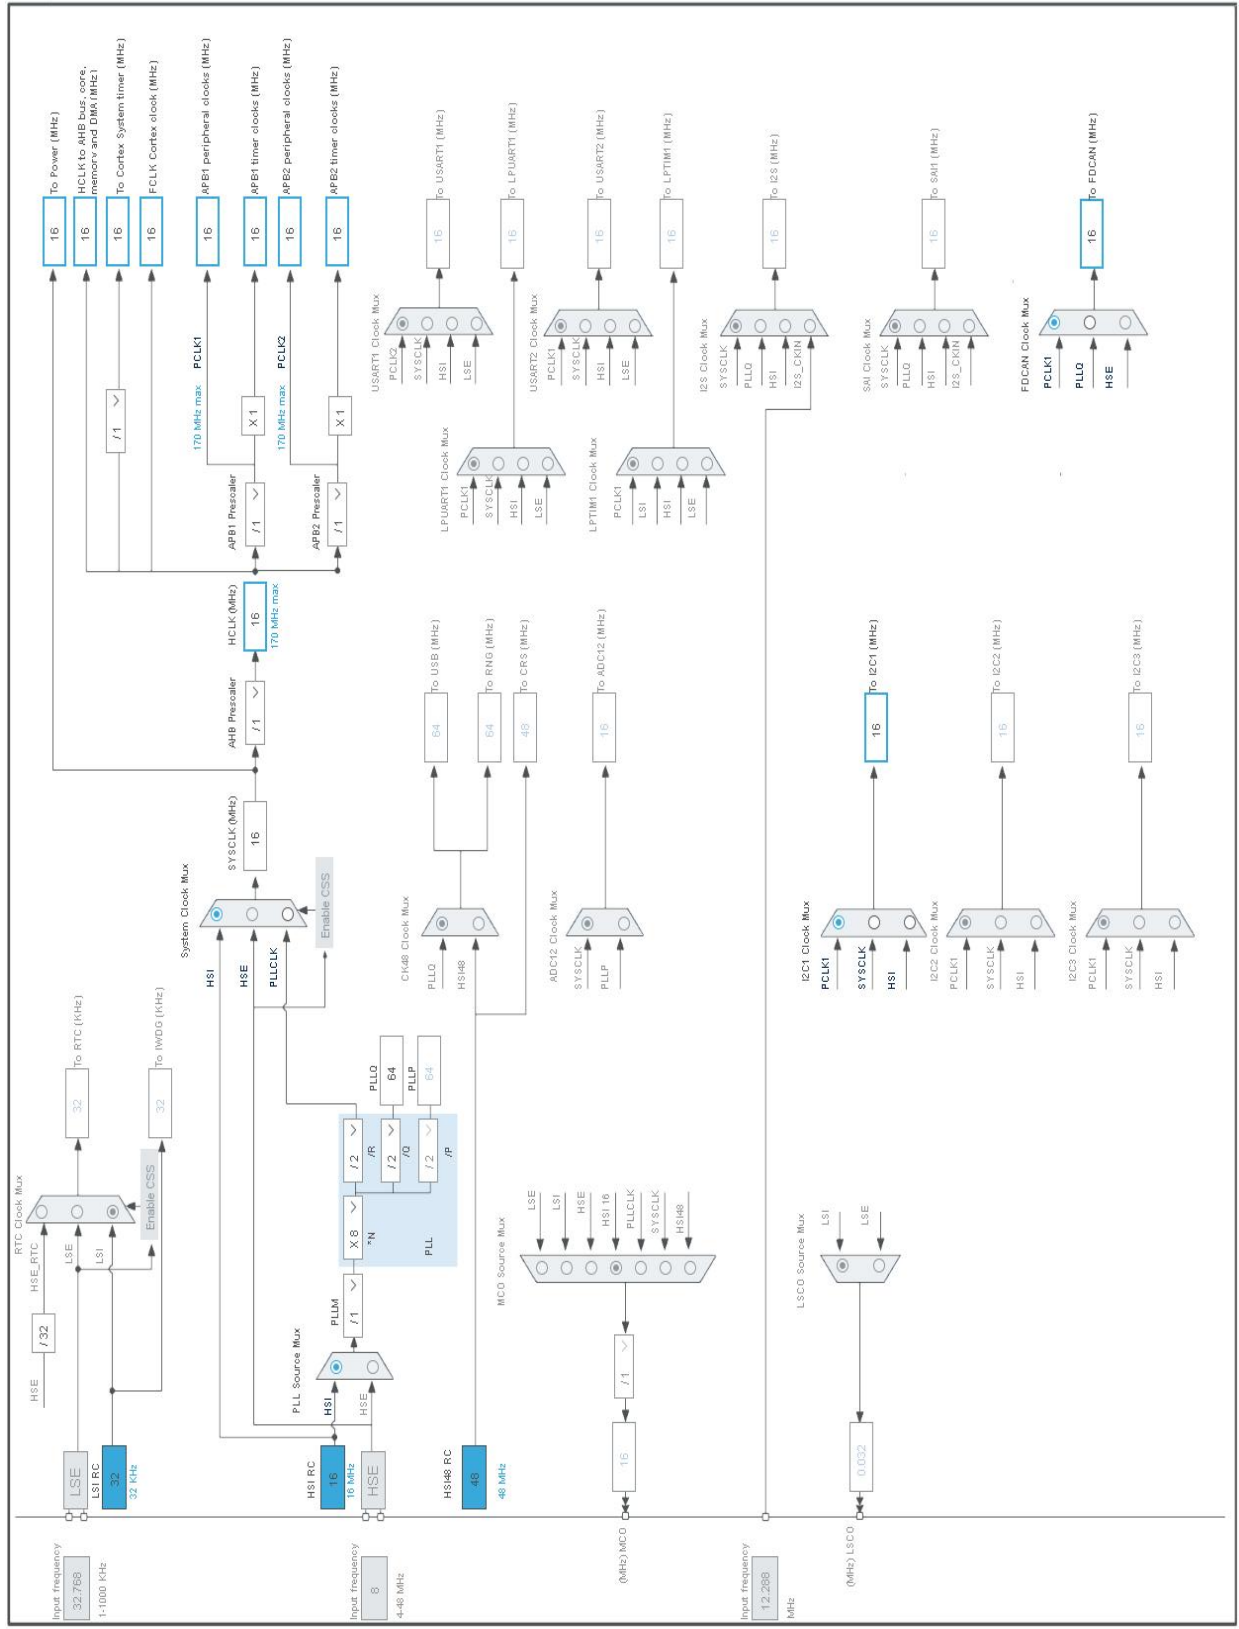 Input frequency
32.768
1-1000 KHz
LSE
LSI RC
32
32 KHz
HSE
/ 32
HSE_RTC
LSE
LSI
RTC Clock Mux
Enable CSS
32
To RTC (KHz)
32
To IWDG (KHz)
Input frequency
8
4-48 MHz
HSI RC
16
16 MHz
HSE
HSI48 RC
48
48 MHz
PLL Source Mux
HSI
HSE
PLLM
/ 1
X 8
*N
PLL
/ 2
/R
/ 2
/Q
/ 2
/P
PLLQ
64
PLLP
64
System Clock Mux
HSI
HSE
PLLCLK
Enable CSS
SYSCLK (MHz)
16
AHB Prescaler
/ 1
HCLK (MHz)
16
170 MHz max
APB1 Prescaler
/ 1
APB2 Prescaler
/ 1
/ 1
X 1
X 1
170 MHz max
PCLK1
170 MHz max
PCLK2
16
To Power (MHz)
16
HCLK to AHB bus, core,
memory and DMA (MHz)
16
To Cortex System timer (MHz)
16
FCLK Cortex clock (MHz)
16
APB1 peripheral clocks (MHz)
16
APB1 timer clocks (MHz)
16
APB2 peripheral clocks (MHz)
16
APB2 timer clocks (MHz)
CK48 Clock Mux
PLLQ
HSI48
64
To USB (MHz)
64
To RNG (MHz)
48
To CRS (MHz)
ADC12 Clock Mux
SYSCLK
PLLP
16
To ADC12 (MHz)
USART1 Clock Mux
PCLK2
SYSCLK
HSI
LSE
16
To USART1 (MHz)
LPUART1 Clock Mux
PCLK1
SYSCLK
HSI
LSE
16
To LPUART1 (MHz)
USART2 Clock Mux
PCLK1
SYSCLK
HSI
LSE
16
To USART2 (MHz)
LPTIM1 Clock Mux
PCLK1
LSI
HSI
LSE
16
To LPTIM1 (MHz)
I2S Clock Mux
SYSCLK
PLLQ
HSI
I2S_CKIN
16
To I2S (MHz)
SAI Clock Mux
SYSCLK
PLLQ
HSI
I2S_CKIN
16
To SAI1 (MHz)
FDCAN Clock Mux
PCLK1
PLLQ
HSE
16
To FDCAN (MHz)
I2C1 Clock Mux
PCLK1
SYSCLK
HSI
16
To I2C1 (MHz)
I2C2 Clock Mux
PCLK1
SYSCLK
HSI
16
To I2C2 (MHz)
I2C3 Clock Mux
PCLK1
SYSCLK
HSI
16
To I2C3 (MHz)
MCO Source Mux
LSE
LSI
HSE
HSI 16
PLLCLK
SYSCLK
HSI48
/ 1
16
(MHz) MCO
Input frequency
12.288
MHz
LSCO Source Mux
LSI
LSE
0.032
(MHz) LSCO